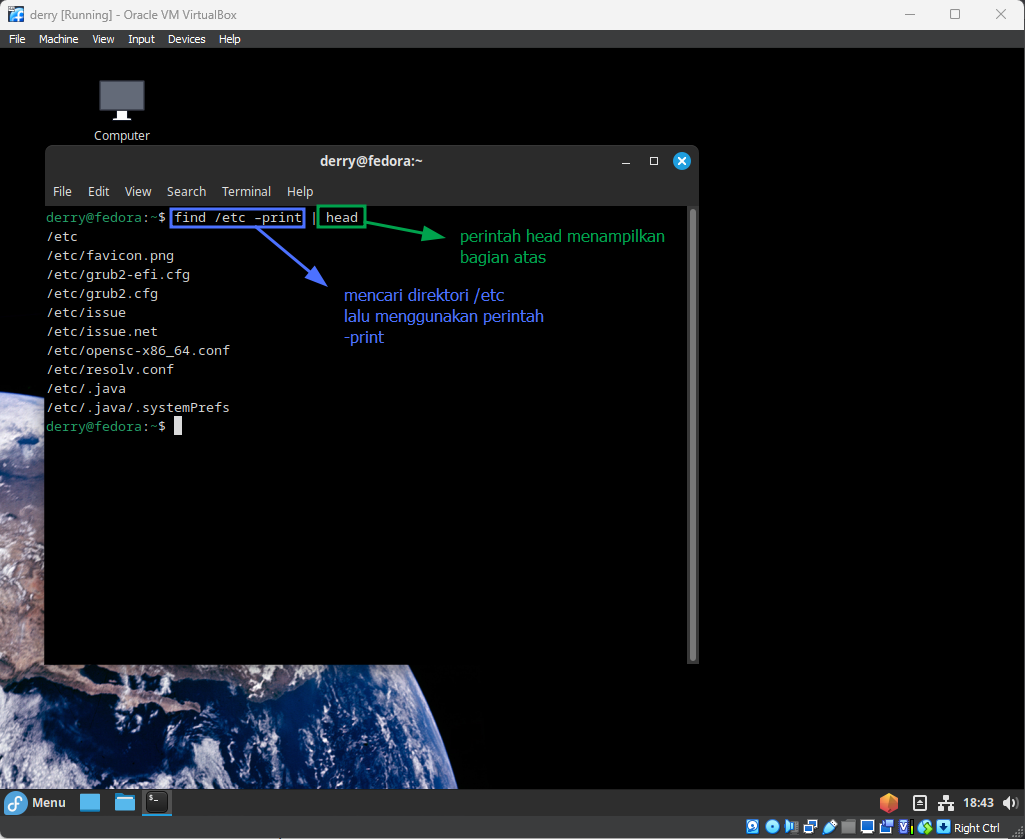 derry [Running] - Oracle VM VirtualBox
File Machine View Input Devices Help
Computer
derry@fedora:~
File Edit View Search Terminal Help
derry@fedora:~$ find /etc -print | head
perintah head menampilkan
bagian atas
/etc
/etc/favicon.png
/etc/grub2-efi.cfg
/etc/grub2.cfg
/etc/issue
/etc/issue.net
/etc/opensc-x86_64.conf
/etc/resolv.conf
/etc/.java
/etc/.java/.systemPrefs
mencari direktori /etc
lalu menggunakan perintah
-print
derry@fedora:~$
Menu
18:43
Right Ctrl